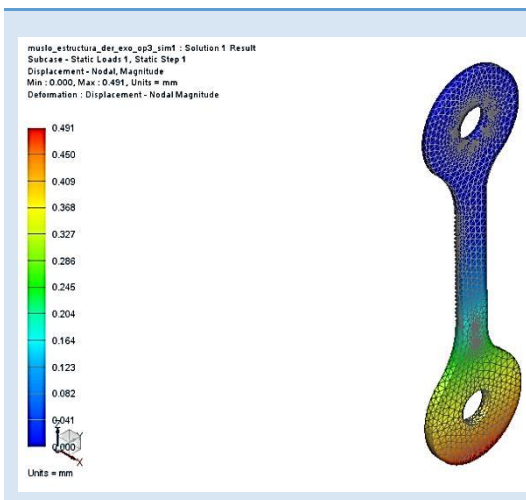 muslo_estructura_der_exo_op3_sim1 : Solution 1 Result
Subcase - Static Loads 1, Static Step 1
Displacement - Nodal, Magnitude
Min : 0.000, Max : 0.491, Units = mm
Deformation : Displacement - Nodal Magnitude
0.491
0.450
0.409
0.368
0.327
0.286
0.245
0.204
0.164
0.123
0.082
0.041
0.000
Y
X
Units = mm